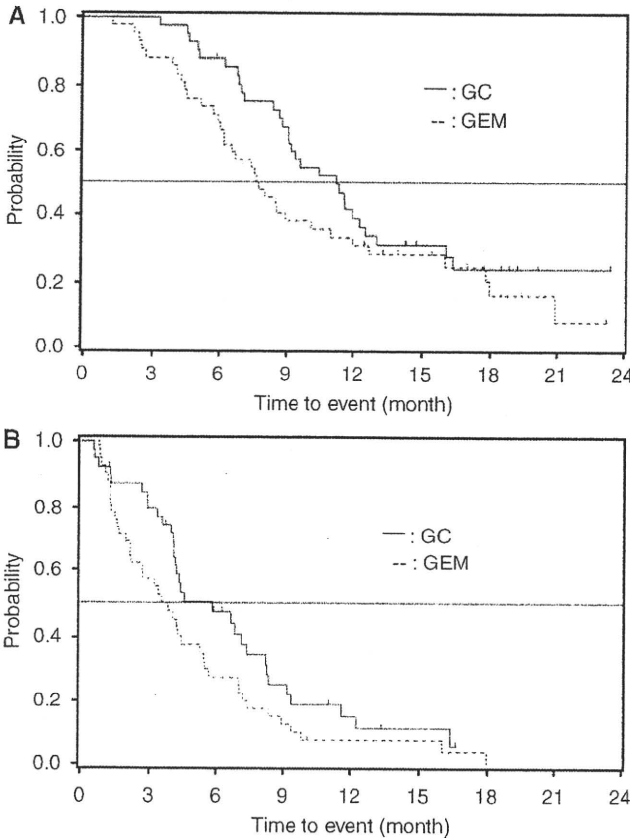 A
1.0
0.8
0.6
0.4
0.2
0.0
Probability
— : GC
--- : GEM
0 3 6 9 12 15 18 21 24
Time to event (month)
B
1.0
0.8
0.6
0.4
0.2
0.0
Probability
— : GC
-- : GEM
0 3 6 9 12 15 18 21 24
Time to event (month)